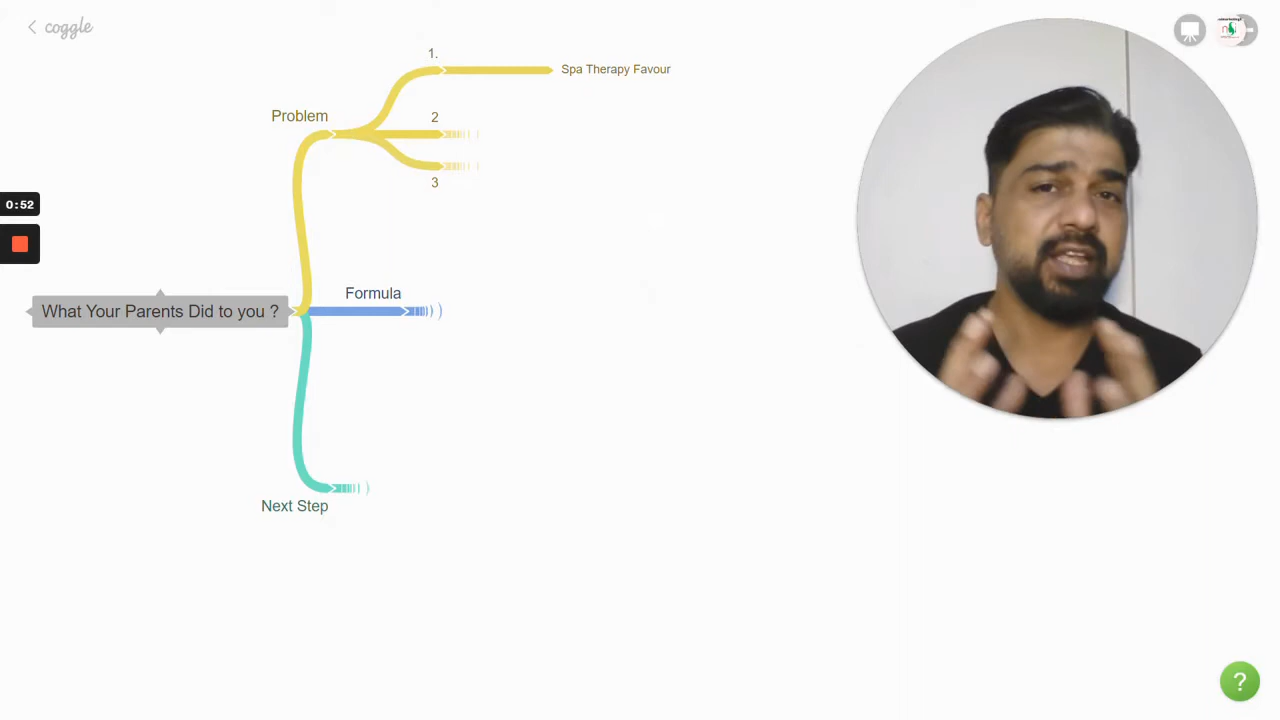 coggle
1.
Spa Therapy Favour
Problem
2
3
0:52
Formula
What Your Parents Did to you ?
Next Step
?